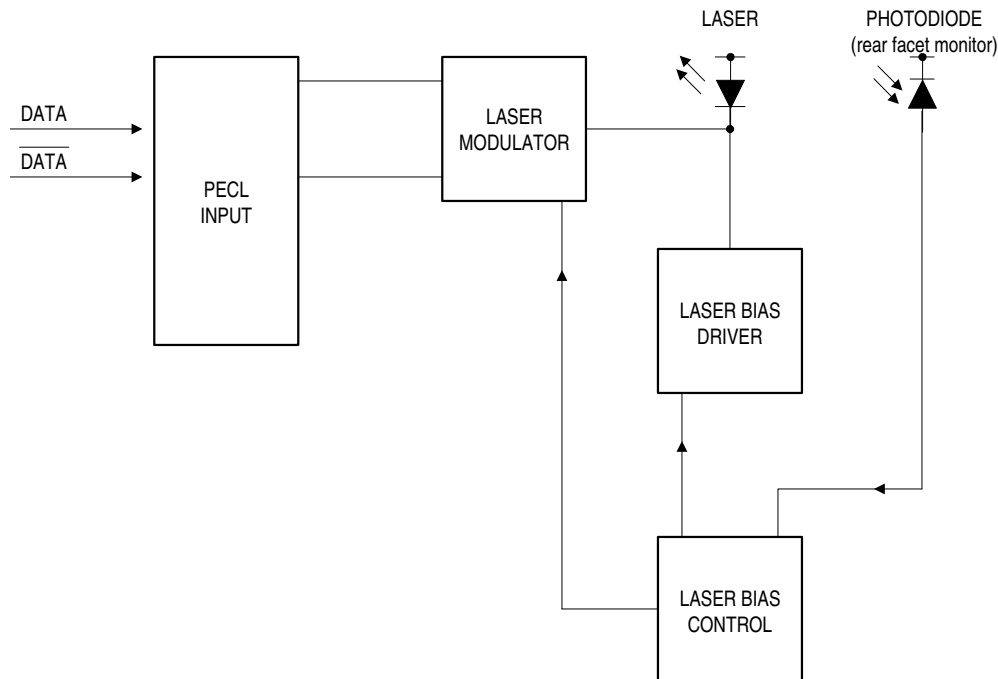 LASER
PHOTODIODE
(rear facet monitor)
DATA
DATA
PECL
INPUT
LASER
MODULATOR
LASER BIAS
DRIVER
LASER BIAS
CONTROL